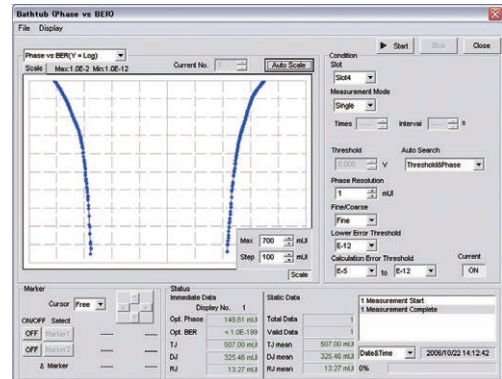 Bathtub (Phase vs BER)
File Display
Start Stop Close
Phase vs BER(Y = Log)
Scale Max:1.0E-2 Min:1.0E-12
Current No. 1
Auto Scale
Max 700 mUI
Step 100 mUI
Scale
Condition
Slot
Slot4
Measurement Mode
Single
Times Interval s
Threshold Auto Search
0.000 V Threshold&Phase
Phase Resolution
1 mUI
Fine/Coarse
Fine
Lower Error Threshold
E-12
Calculation Error Threshold Current
E-5 to E-12 ON
Marker
Cursor Free
ON/OFF Select
OFF Marker1 ----- -----
OFF Marker2 ----- -----
Δ Marker ----- -----
Status
Immediate Data
Display No. 1
Opt. Phase 149.61 mUI
Opt. BER < 1.0E-199
TJ 507.00 mUI
DJ 325.46 mUI
RJ 13.27 mUI
Static Data
Total Data 1
Valid Data 1
TJ mean 507.00 mUI
DJ mean 325.46 mUI
RJ mean 13.27 mUI
1 Measurement Start
1 Measurement Complete
Date&Time 2006/10/22 14:12:42
0%